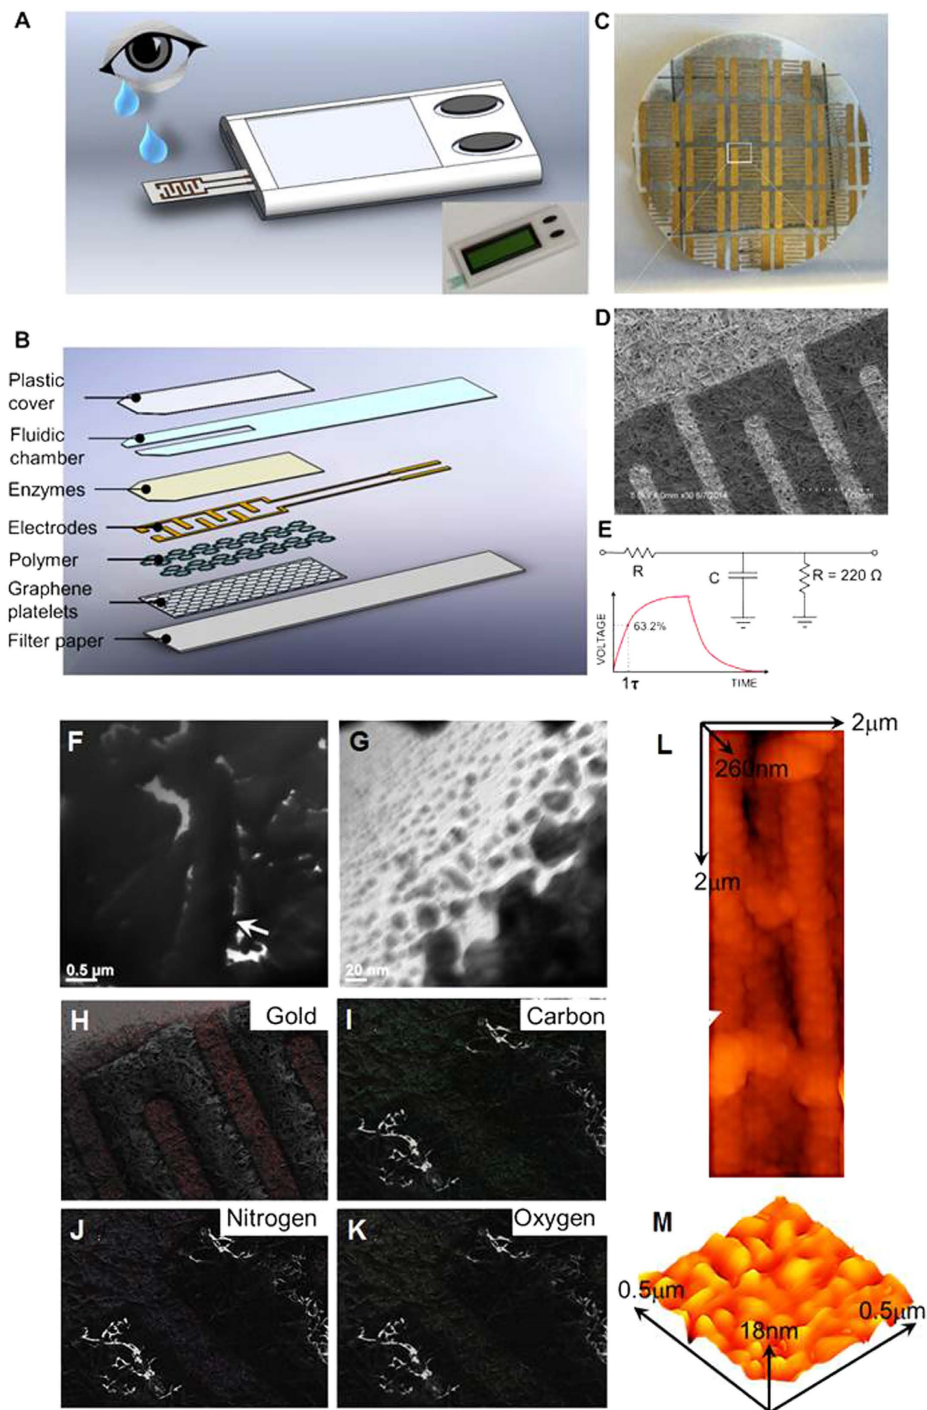 A
C
B
Plastic
cover
Fluidic
chamber
Enzymes
Electrodes
Polymer
Graphene
platelets
Filter paper
D
E
R
C
R = 220 Ω
VOLTAGE
63.2%
1τ
TIME
F
0.5 μm
G
20 nm
L
2μm
260nm
2μm
H
Gold
I
Carbon
J
Nitrogen
K
Oxygen
M
0.5μm
18nm
0.5μm